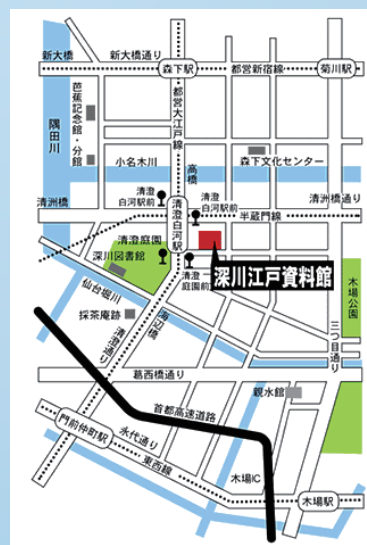 新大橋
新大橋通り
森下駅
都営新宿線
菊川駅
芭蕉記念館・分館
都営大江戸線
隅田川
小名木川
高橋
森下文化センター
清洲橋
清澄白河駅前
清澄白河駅前
清洲橋通り
半蔵門線
清澄白河駅
清澄庭園
深川図書館
清澄庭園前
深川江戸資料館
木場公園
仙台堀川
採茶庵跡
海辺橋
清澄通り
三つ目通り
葛西橋通り
親水館
首都高速道路
門前仲町駅
永代通り
東西線
木場IC
木場駅